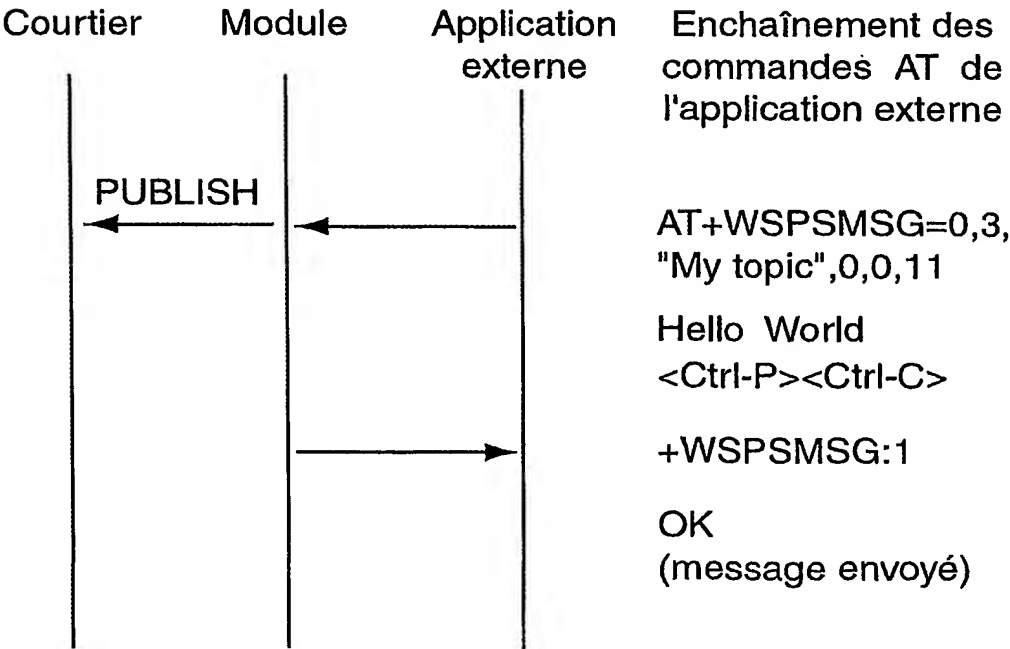 Courtier
Module
Application
externe
Enchaînement des
commandes AT de
l'application externe
PUBLISH
AT+WSPSMSG=0,3,
"My topic",0,0,11
Hello World
<Ctrl-P><Ctrl-C>
+WSPSMSG:1
OK
(message envoyé)